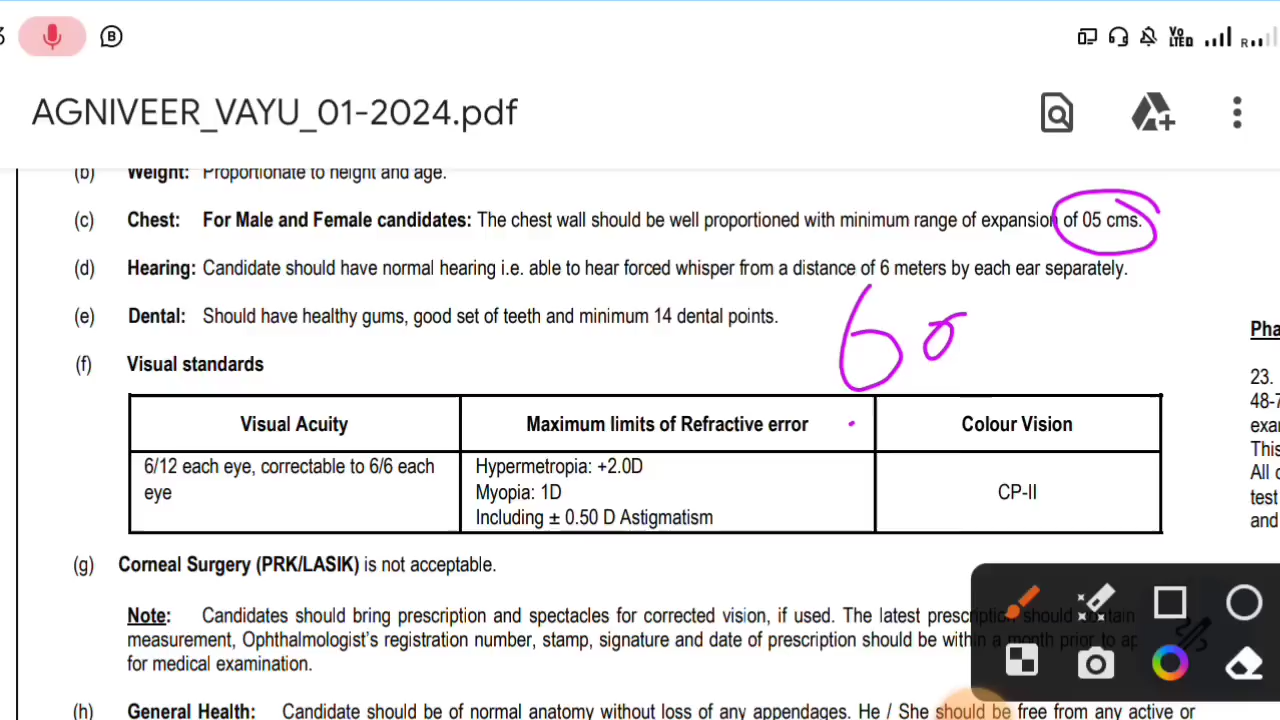 AGNIVEER_VAYU_01-2024.pdf
(b) Weight: Proportionate to height and age.
(c) Chest: For Male and Female candidates: The chest wall should be well proportioned with minimum range of expansion of 05 cms.
(d) Hearing: Candidate should have normal hearing i.e. able to hear forced whisper from a distance of 6 meters by each ear separately.
6
(e) Dental: Should have healthy gums, good set of teeth and minimum 14 dental points.
(f) Visual standards
Visual Acuity Maximum limits of Refractive error Colour Vision
6/12 each eye, correctable to 6/6 each
eye
Hypermetropia: +2.0D
Myopia: 1D
Including ± 0.50 D Astigmatism
CP-II
(g) Corneal Surgery (PRK/LASIK) is not acceptable.
Note: Candidates should bring prescription and spectacles for corrected vision, if used. The latest prescription should contain
measurement, Ophthalmologist's registration number, stamp, signature and date of prescription should be within a month prior to ap
for medical examination.
(h) General Health: Candidate should be of normal anatomy without loss of any appendages. He / She should be free from any active or
Pha
23.
48-7
exar
This
All c
test
and
VoLTE
R
B